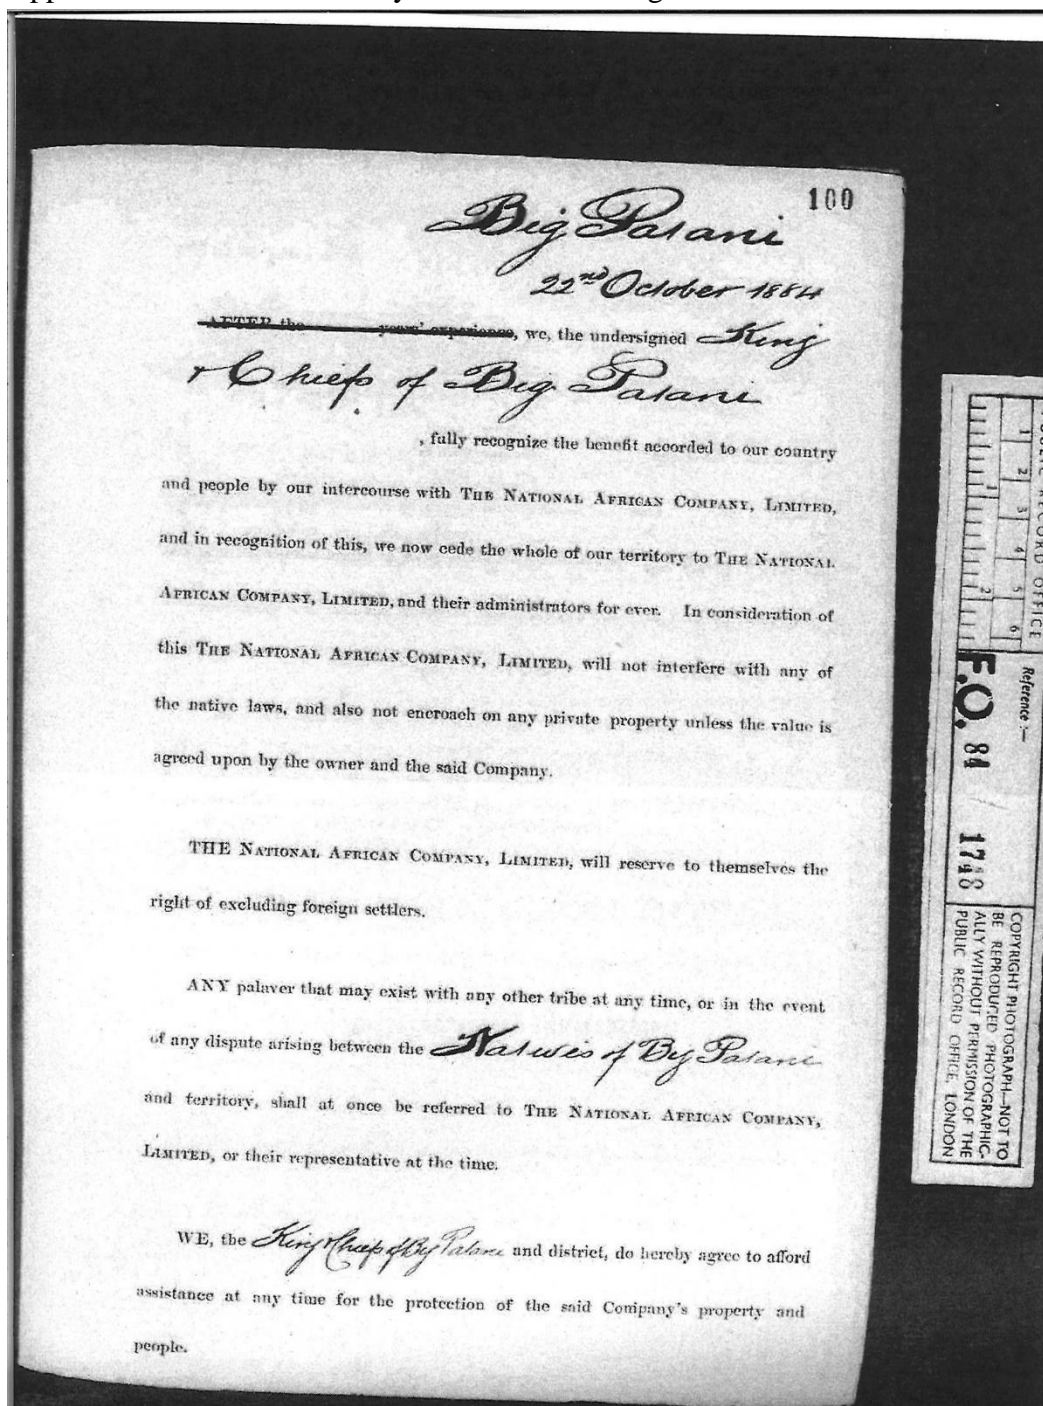 100
Big Patani
22nd October 1884
AFTER the years' experience, we, the undersigned King
& Chiefs of Big Patani
, fully recognize the benefit accorded to our country
and people by our intercourse with THE NATIONAL AFRICAN COMPANY, LIMITED,
and in recognition of this, we now cede the whole of our territory to THE NATIONAL
AFRICAN COMPANY, LIMITED, and their administrators for ever. In consideration of
this THE NATIONAL AFRICAN COMPANY, LIMITED, will not interfere with any of
the native laws, and also not encroach on any private property unless the value is
agreed upon by the owner and the said Company.
THE NATIONAL AFRICAN COMPANY, LIMITED, will reserve to themselves the
right of excluding foreign settlers.
ANY palaver that may exist with any other tribe at any time, or in the event
of any dispute arising between the Natives of Big Patani
and territory, shall at once be referred to THE NATIONAL AFRICAN COMPANY,
LIMITED, or their representative at the time.
WE, the King & Chiefs of Big Patani and district, do hereby agree to afford
assistance at any time for the protection of the said Company's property and
people.
PUBLIC RECORD OFFICE
1 2 3 4 5 6
1 2
Reference :-
F.O. 84 1748
COPYRIGHT PHOTOGRAPH—NOT TO
BE REPRODUCED PHOTOGRAPHIC-
ALLY WITHOUT PERMISSION OF THE
PUBLIC RECORD OFFICE, LONDON